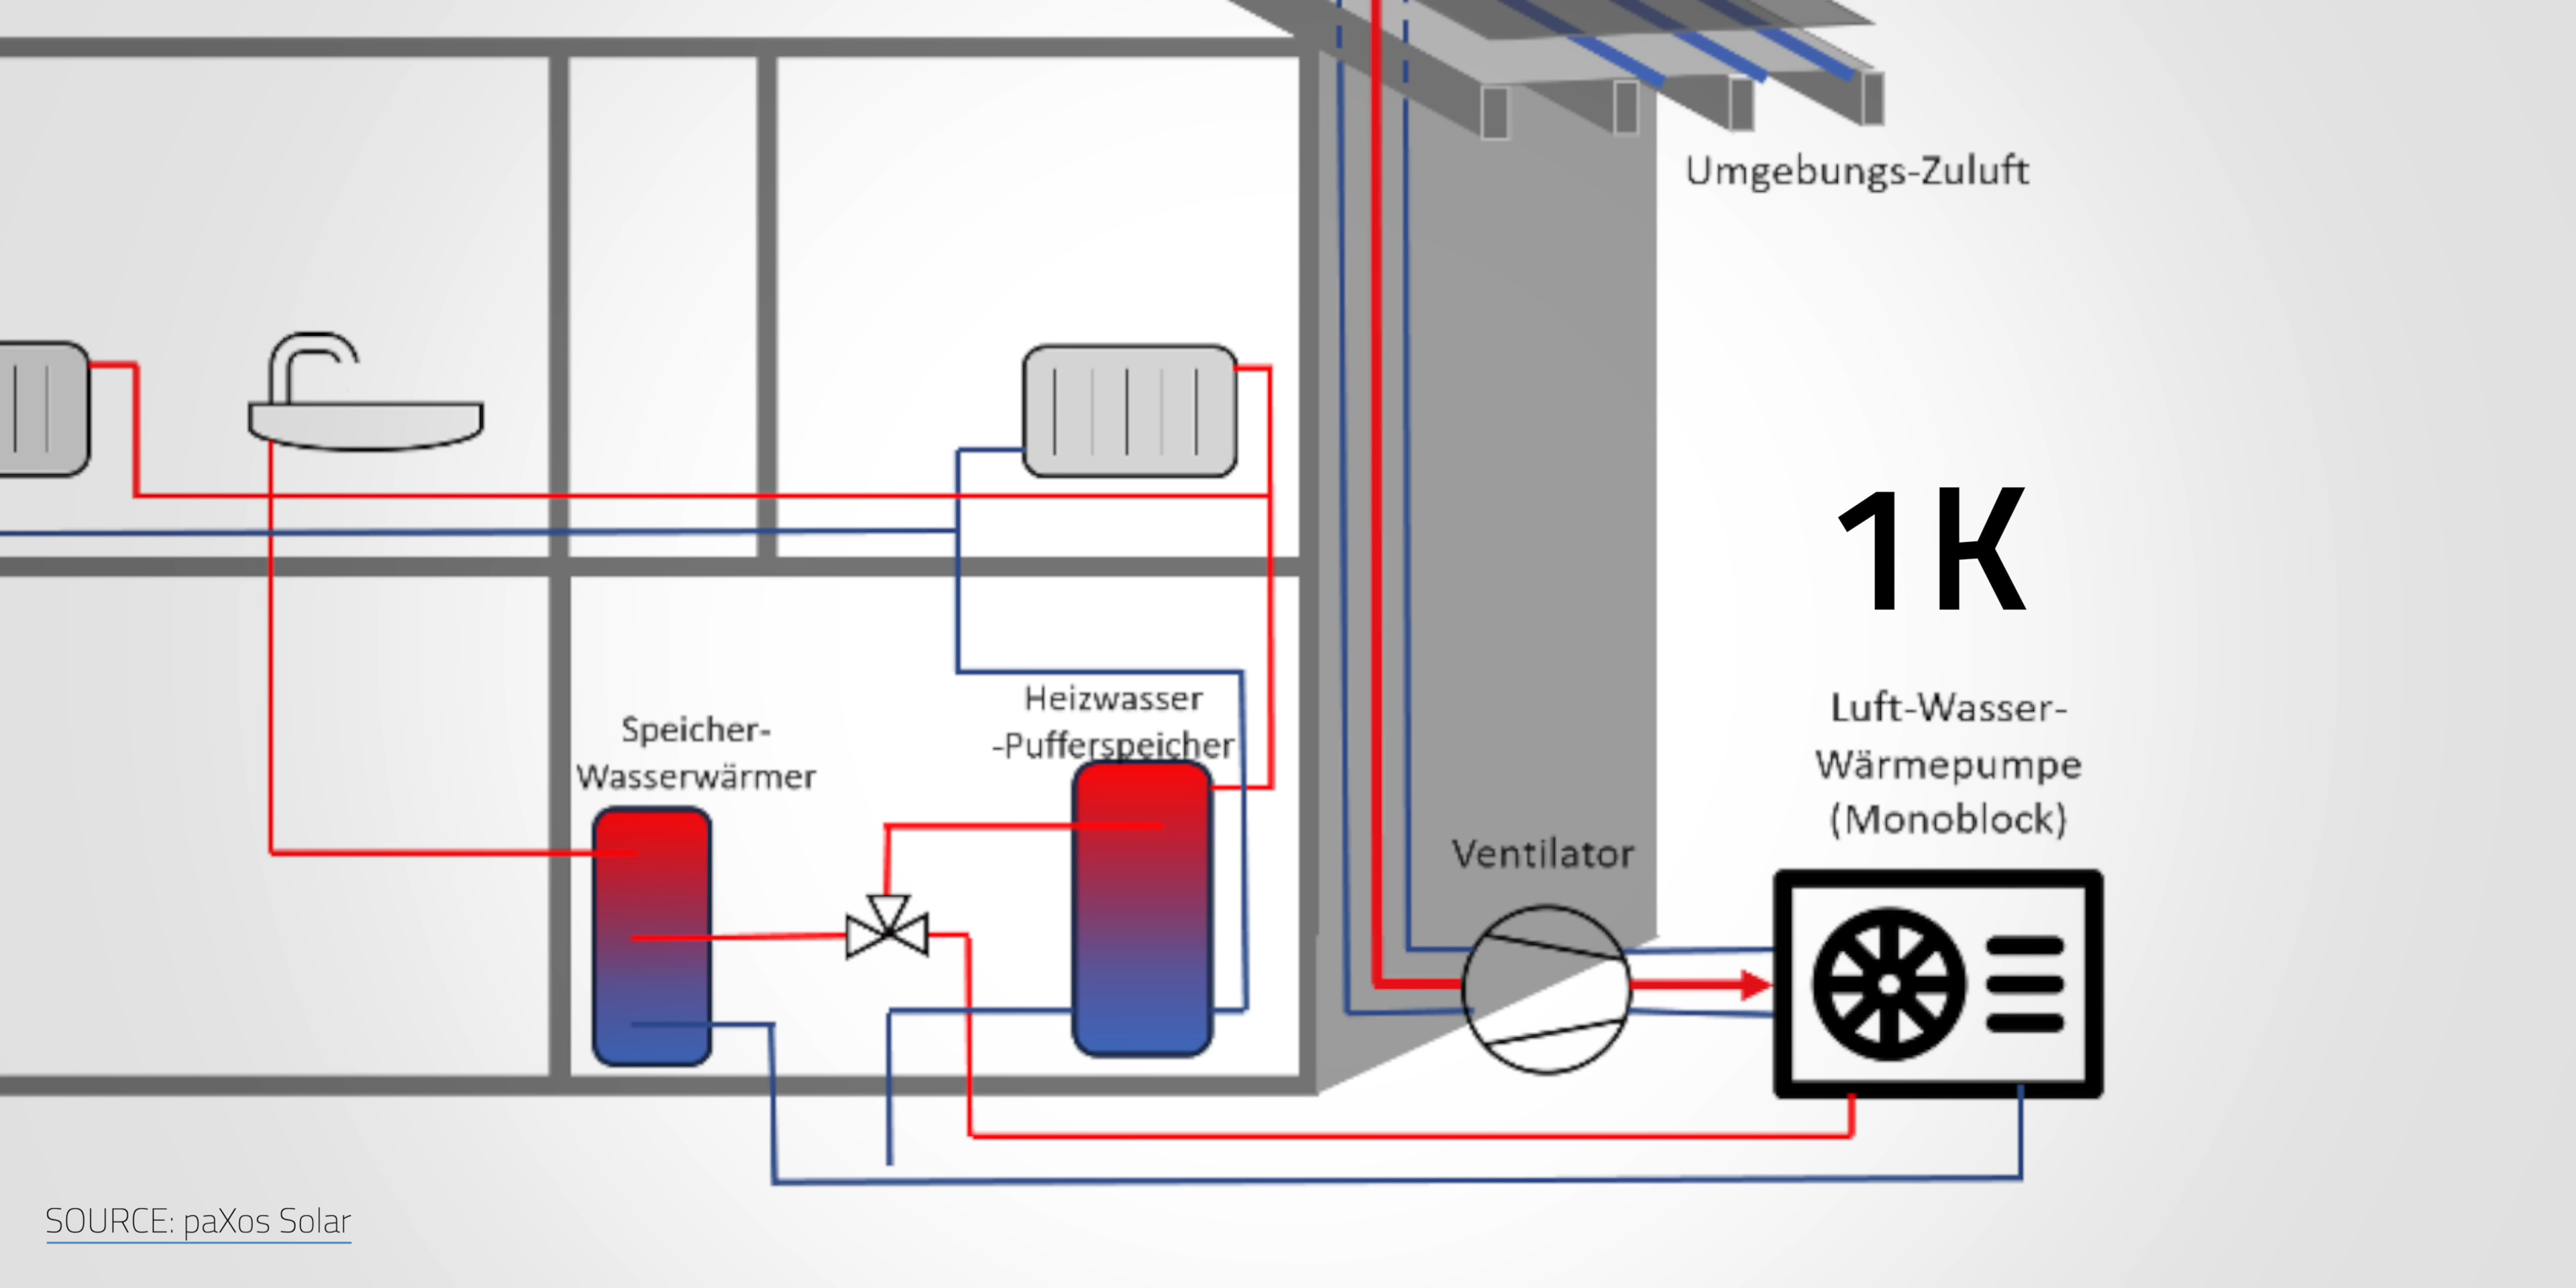 Umgebungs-Zuluft
1K
Heizwasser
-Pufferspeicher
Speicher-
Wasserwärmer
Luft-Wasser-
Wärmepumpe
(Monoblock)
Ventilator
SOURCE: paXos Solar